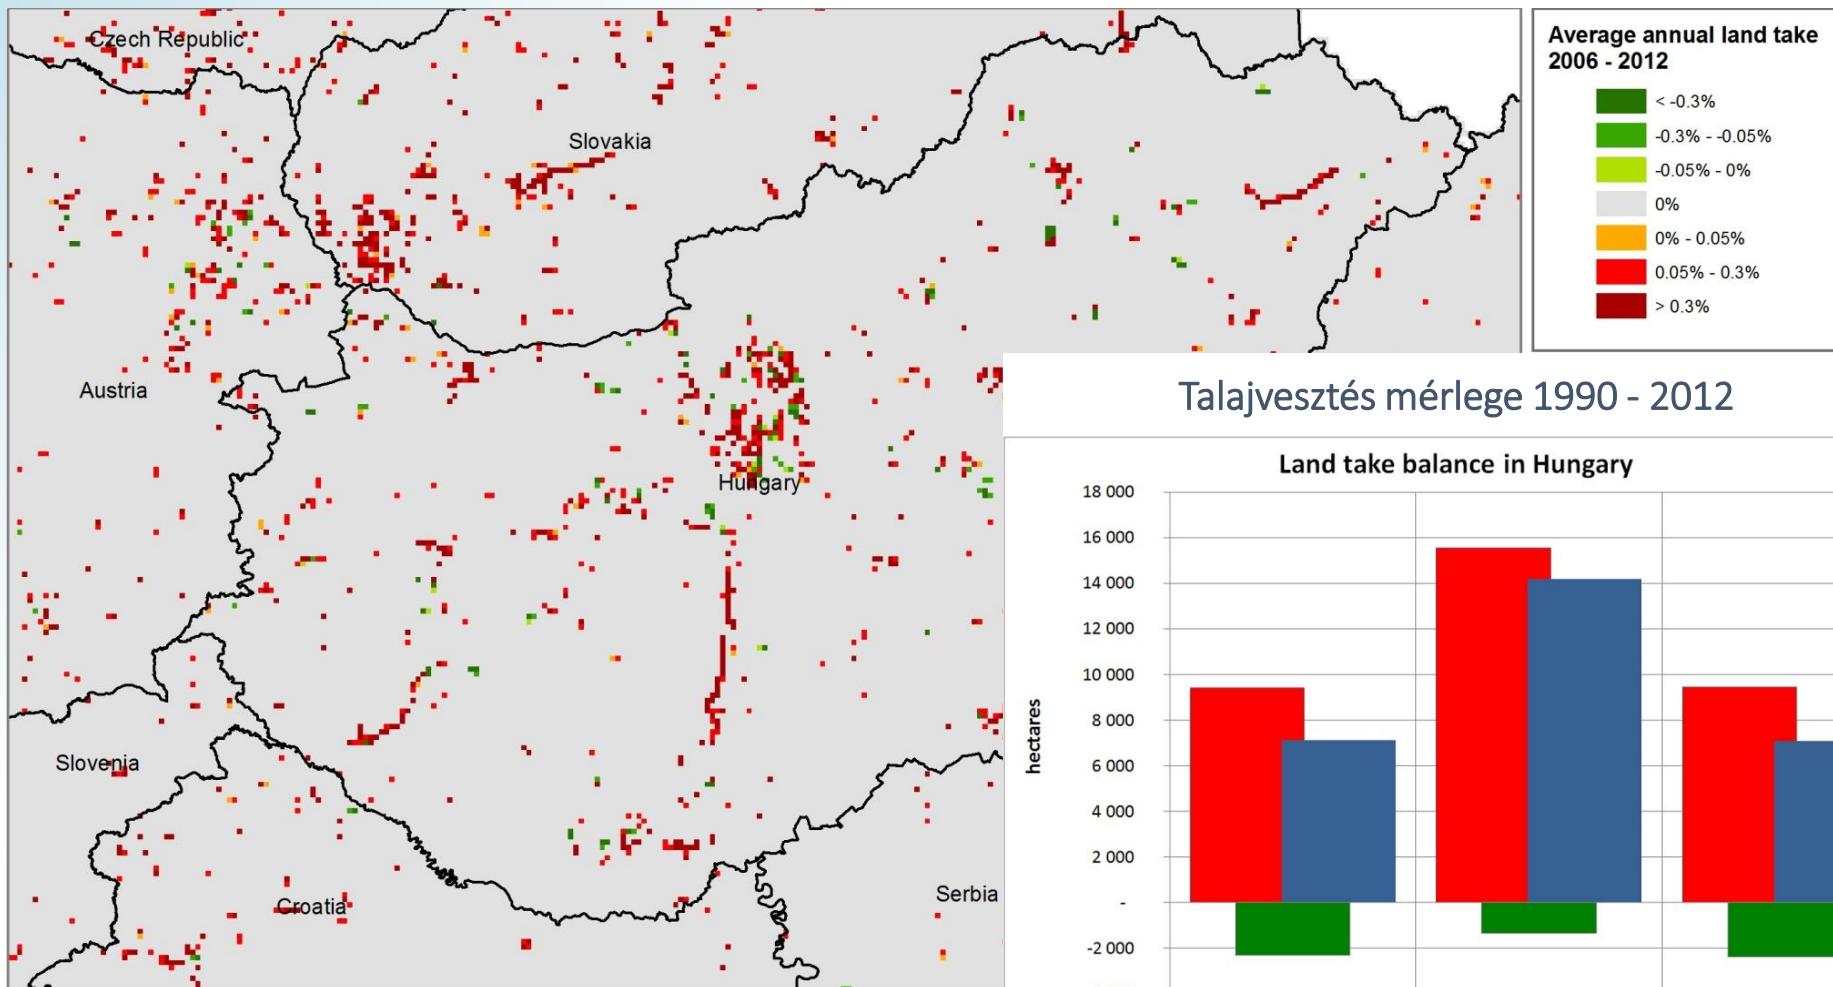 Czech Republic
Slovakia
Austria
Hungary
Slovenia
Croatia
Serbia
Average annual land take
2006 - 2012
< -0.3%
-0.3% - -0.05%
-0.05% - 0%
0%
0% - 0.05%
0.05% - 0.3%
> 0.3%
Talajvesztés mérlege 1990 - 2012
Land take balance in Hungary
18 000
16 000
14 000
12 000
10 000
8 000
6 000
4 000
2 000
-
-2 000
hectares